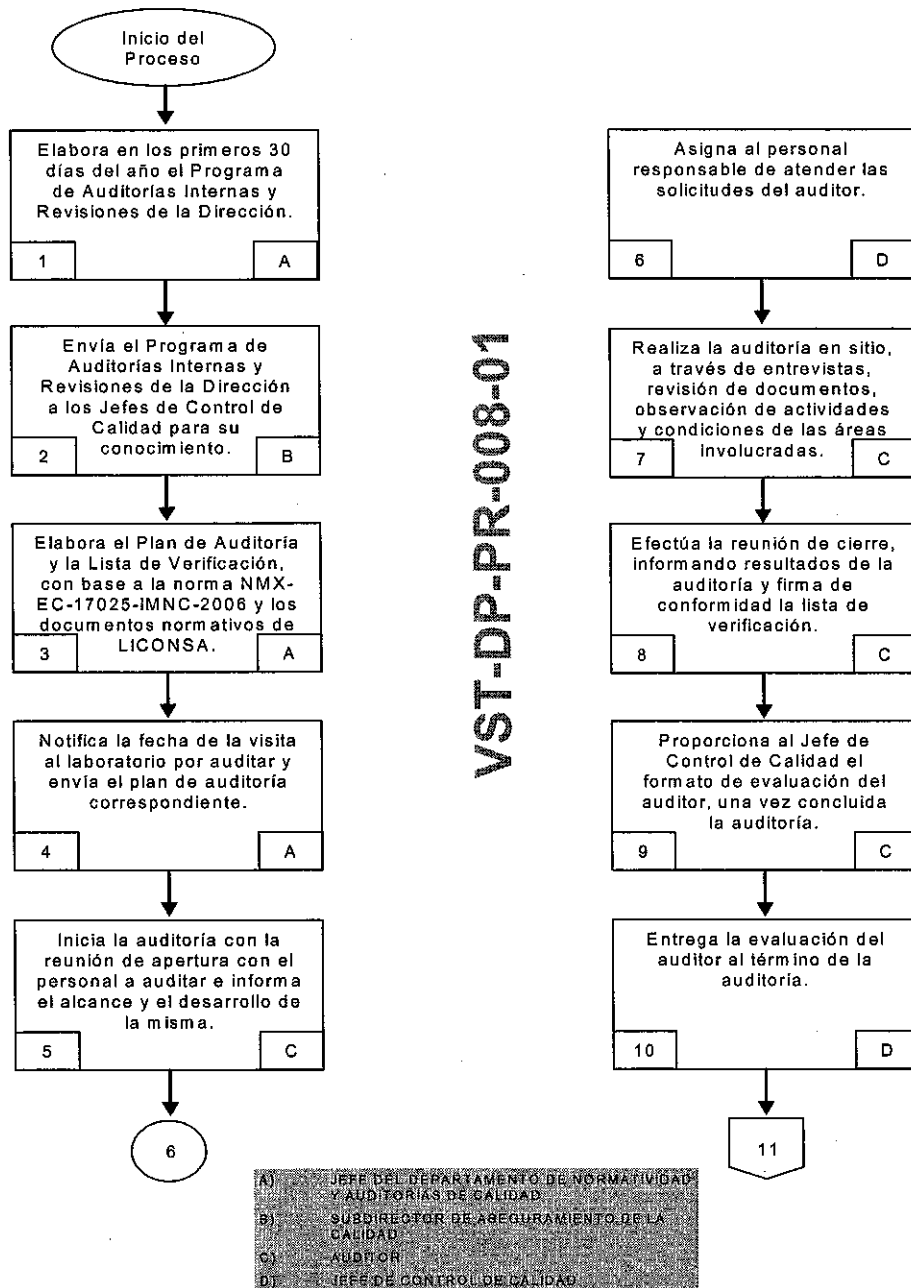 Inicio del
Proceso
Elabora en los primeros 30
días del año el Programa
de Auditorías Internas y
Revisiones de la Dirección.
1
A
Envía el Programa de
Auditorías Internas y
Revisiones de la Dirección
a los Jefes de Control de
Calidad para su
conocimiento.
2
B
Elabora el Plan de Auditoría
y la Lista de Verificación,
con base a la norma NMX-
EC-17025-IMNC-2006 y los
documentos normativos de
LICONSA.
3
A
Notifica la fecha de la visita
al laboratorio por auditar y
envía el plan de auditoría
correspondiente.
4
A
Inicia la auditoría con la
reunión de apertura con el
personal a auditar e informa
el alcance y el desarrollo de
la misma.
5
C
6
VST-DP-PR-008-01
Asigna al personal
responsable de atender las
solicitudes del auditor.
6
D
Realiza la auditoría en sitio,
a través de entrevistas,
revisión de documentos,
observación de actividades
y condiciones de las áreas
involucradas.
7
C
Efectúa la reunión de cierre,
informando resultados de la
auditoría y firma de
conformidad la lista de
verificación.
8
C
Proporciona al Jefe de
Control de Calidad el
formato de evaluación del
auditor, una vez concluida
la auditoría.
9
C
Entrega la evaluación del
auditor al término de la
auditoría.
10
D
11
A) JEFE DEL DEPARTAMENTO DE NORMATIVIDAD
Y AUDITORÍAS DE CALIDAD
B) SUBDIRECTOR DE ASEGURAMIENTO DE LA
CALIDAD
C) AUDITOR
D) JEFE DE CONTROL DE CALIDAD